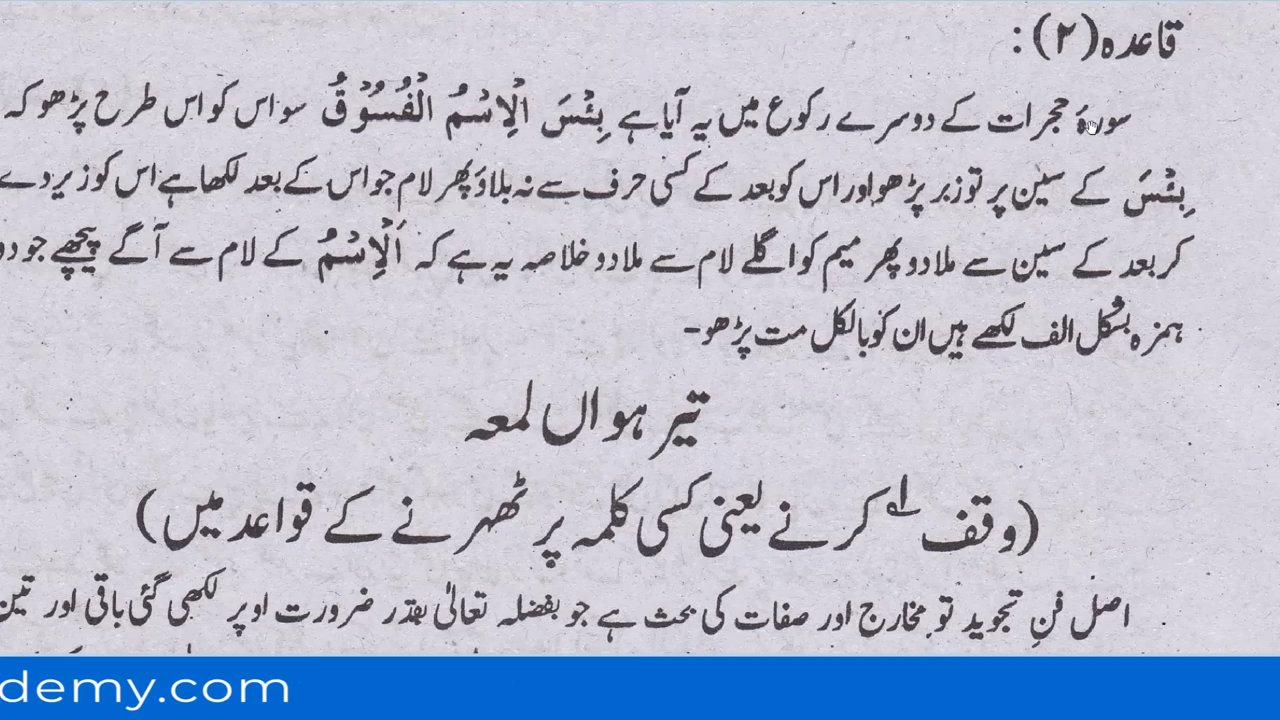 قاعدہ (۲) :
سورۂ حجرات کے دوسرے رکوع میں یہ آیا ہے بِئْسَ الْاِسْمُ الْفُسُوْقُ سو اس کو اس طرح پڑھو کہ
بِئْسَ کے سین پر تو زبر پڑھو اور اس کو بعد کے کسی حرف سے نہ بلاؤ پھر لام جو اس کے بعد لکھا ہے اس کو زیر دے
کر بعد کے سین سے ملا دو پھر میم کو اگلے لام سے ملا دو خلاصہ یہ ہے کہ اَلْاِسْمُ کے لام سے آگے پیچھے جو دو
ہمزہ بشکل الف لکھے ہیں ان کو بالکل مت پڑھو-
تیرہواں لمعہ
(وقف لے کرنے یعنی کسی کلمہ پر ٹھہرنے کے قواعد میں)
اصل فنِ تجوید تو مخارج اور صفات کی بحث ہے جو بفضلہ تعالیٰ بقدر ضرورت اوپر لکھی گئی باقی اور تین
demy.com